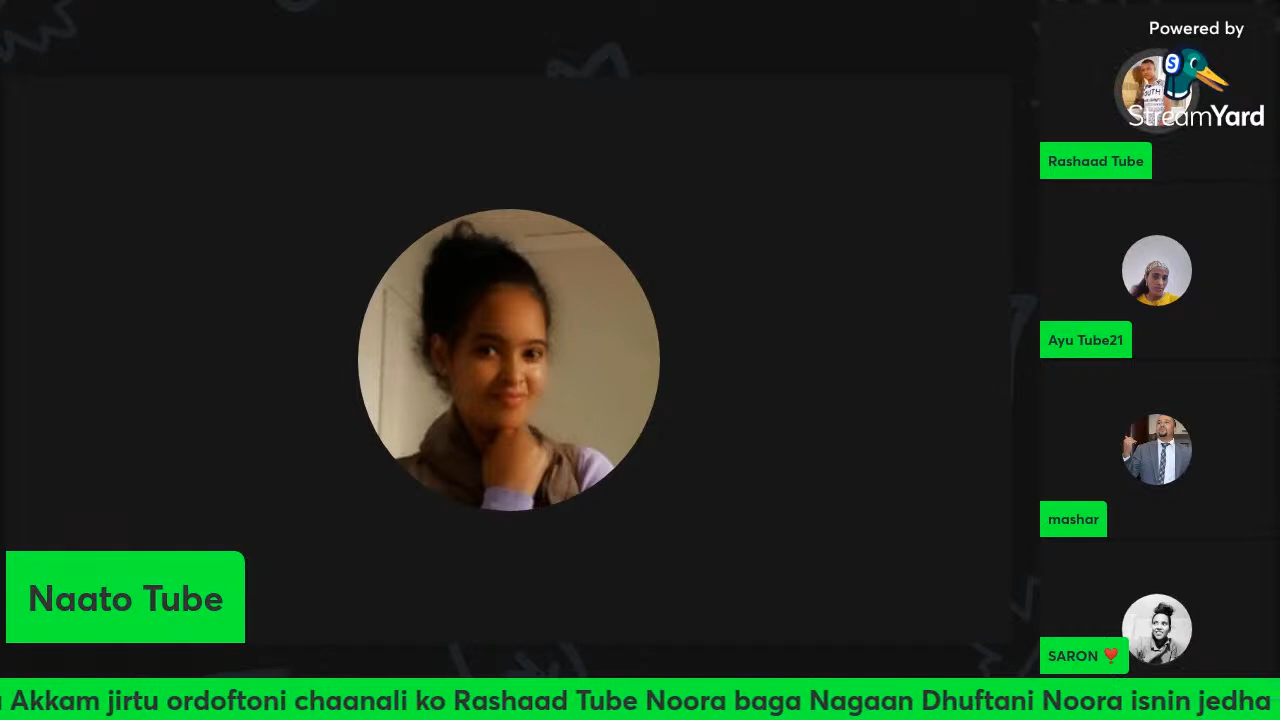 Powered by
StreamYard
Rashaad Tube
Ayu Tube21
mashar
SARON ❣️
Naato Tube
Akkam jirtu ordoftoni chaanali ko Rashaad Tube Noora baga Nagaan Dhuftani Noora isnin jedha